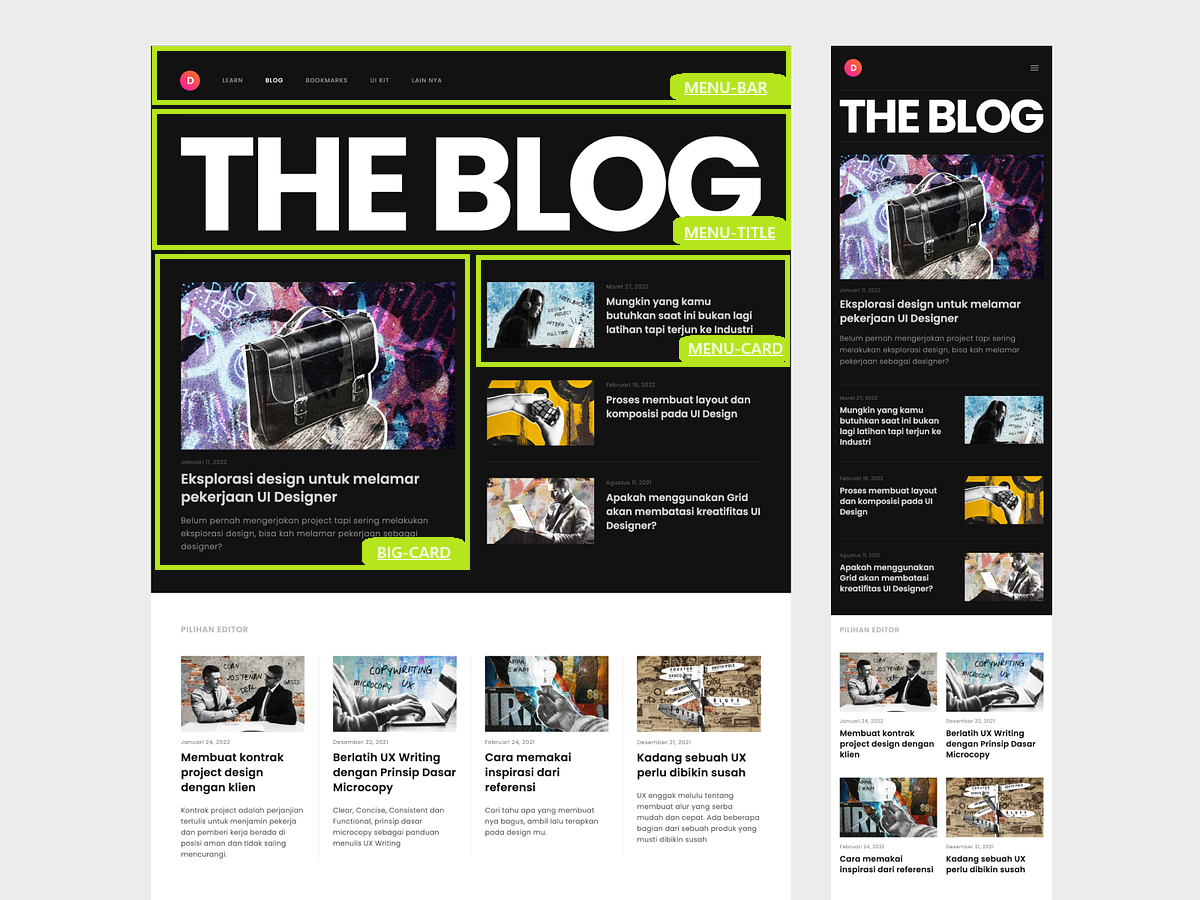 D
LEARN BLOG BOOKMARKS UI KIT LAIN NYA
MENU-BAR
THE BLOG
MENU-TITLE
Januari 11, 2022
Eksplorasi design untuk melamar
pekerjaan UI Designer
Belum pernah mengerjakan project tapi sering melakukan
eksplorasi design, bisa kah melamar pekerjaan sebagai
designer?
BIG-CARD
Maret 27, 2022
Mungkin yang kamu
butuhkan saat ini bukan lagi
latihan tapi terjun ke Industri
MENU-CARD
Februari 15, 2022
Proses membuat layout dan
komposisi pada UI Design
Agustus 11, 2021
Apakah menggunakan Grid
akan membatasi kreatifitas UI
Designer?
PILIHAN EDITOR
COPYWRITING
MICROCOPY UX
Januari 24, 2022
Membuat kontrak
project design
dengan klien
Kontrak project adalah perjanjian
tertulis untuk menjamin pekerja
dan pemberi kerja berada di
posisi aman dan tidak saling
mencurangi.
Desember 22, 2021
Berlatih UX Writing
dengan Prinsip Dasar
Microcopy
Clear, Concise, Consistent dan
Functional, prinsip dasar
microcopy sebagai panduan
menulis UX Writing
Februari 24, 2021
Cara memakai
inspirasi dari
referensi
Cari tahu apa yang membuat
nya bagus, ambil lalu terapkan
pada design mu.
Desember 21, 2021
Kadang sebuah UX
perlu dibikin susah
UX enggak melulu tentang
membuat alur yang serba
mudah dan cepat. Ada beberapa
bagian dari sebuah produk yang
musti dibikin susah
D
THE BLOG
Januari 11, 2022
Eksplorasi design untuk melamar
pekerjaan UI Designer
Belum pernah mengerjakan project tapi sering
melakukan eksplorasi design, bisa kah melamar
pekerjaan sebagai designer?
Maret 27, 2022
Mungkin yang kamu
butuhkan saat ini bukan
lagi latihan tapi terjun ke
Industri
Februari 15, 2022
Proses membuat layout
dan komposisi pada UI
Design
Agustus 11, 2021
Apakah menggunakan
Grid akan membatasi
kreatifitas UI Designer?
PILIHAN EDITOR
COPYWRITING
MICROCOPY UX
Januari 24, 2022
Membuat kontrak
project design dengan
klien
Desember 22, 2021
Berlatih UX Writing
dengan Prinsip Dasar
Microcopy
Februari 24, 2021
Cara memakai
inspirasi dari referensi
Desember 21, 2021
Kadang sebuah UX
perlu dibikin susah